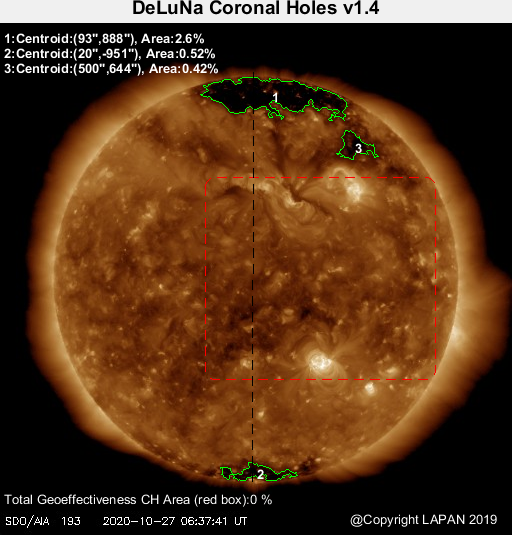 DeLuNa Coronal Holes v1.4
1:Centroid:(93",888"), Area:2.6%
2:Centroid:(20",-951"), Area:0.52%
3:Centroid:(500",644"), Area:0.42%
1
3
2
Total Geoeffectiveness CH Area (red box):0 %
SDO/AIA 193 2020-10-27 06:37:41 UT
@Copyright LAPAN 2019